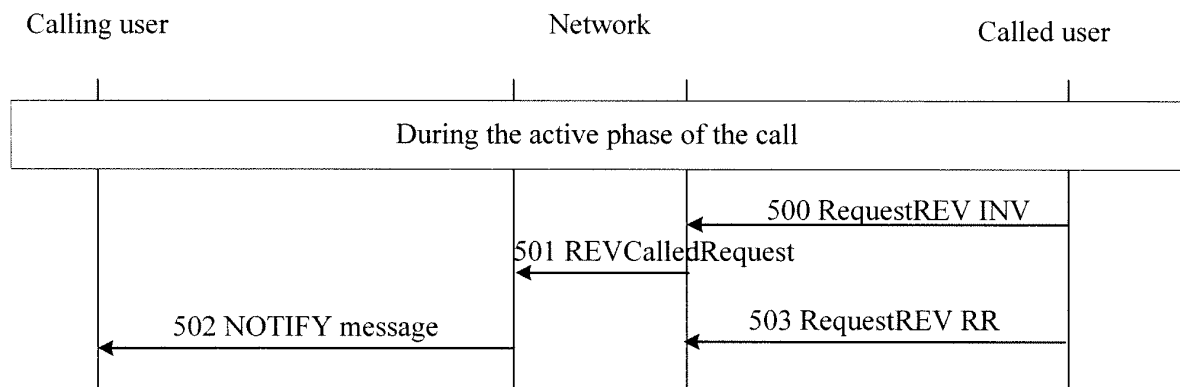 Calling user
Network
Called user
During the active phase of the call
500 RequestREV INV
501 REVCalledRequest
502 NOTIFY message
503 RequestREV RR